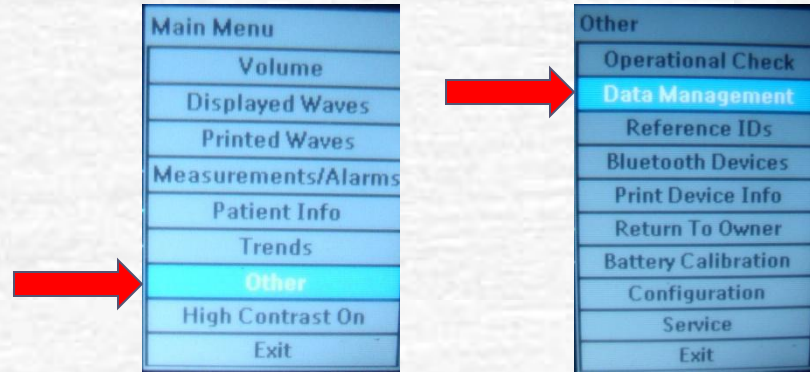 Main Menu
Volume
Displayed Waves
Printed Waves
Measurements/Alarms
Patient Info
Trends
Other
High Contrast On
Exit
Other
Operational Check
Data Management
Reference IDs
Bluetooth Devices
Print Device Info
Return To Owner
Battery Calibration
Configuration
Service
Exit